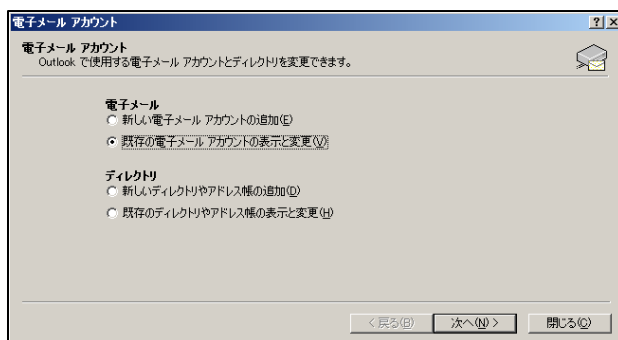 電子メール アカウント
電子メール アカウント
Outlook で使用する電子メール アカウントとディレクトリを変更できます。
電子メール
新しい電子メール アカウントの追加(E)
既存の電子メール アカウントの表示と変更(V)
ディレクトリ
新しいディレクトリやアドレス帳の追加(D)
既存のディレクトリやアドレス帳の表示と変更(H)
< 戻る(B) 次へ(N) > 閉じる(C)